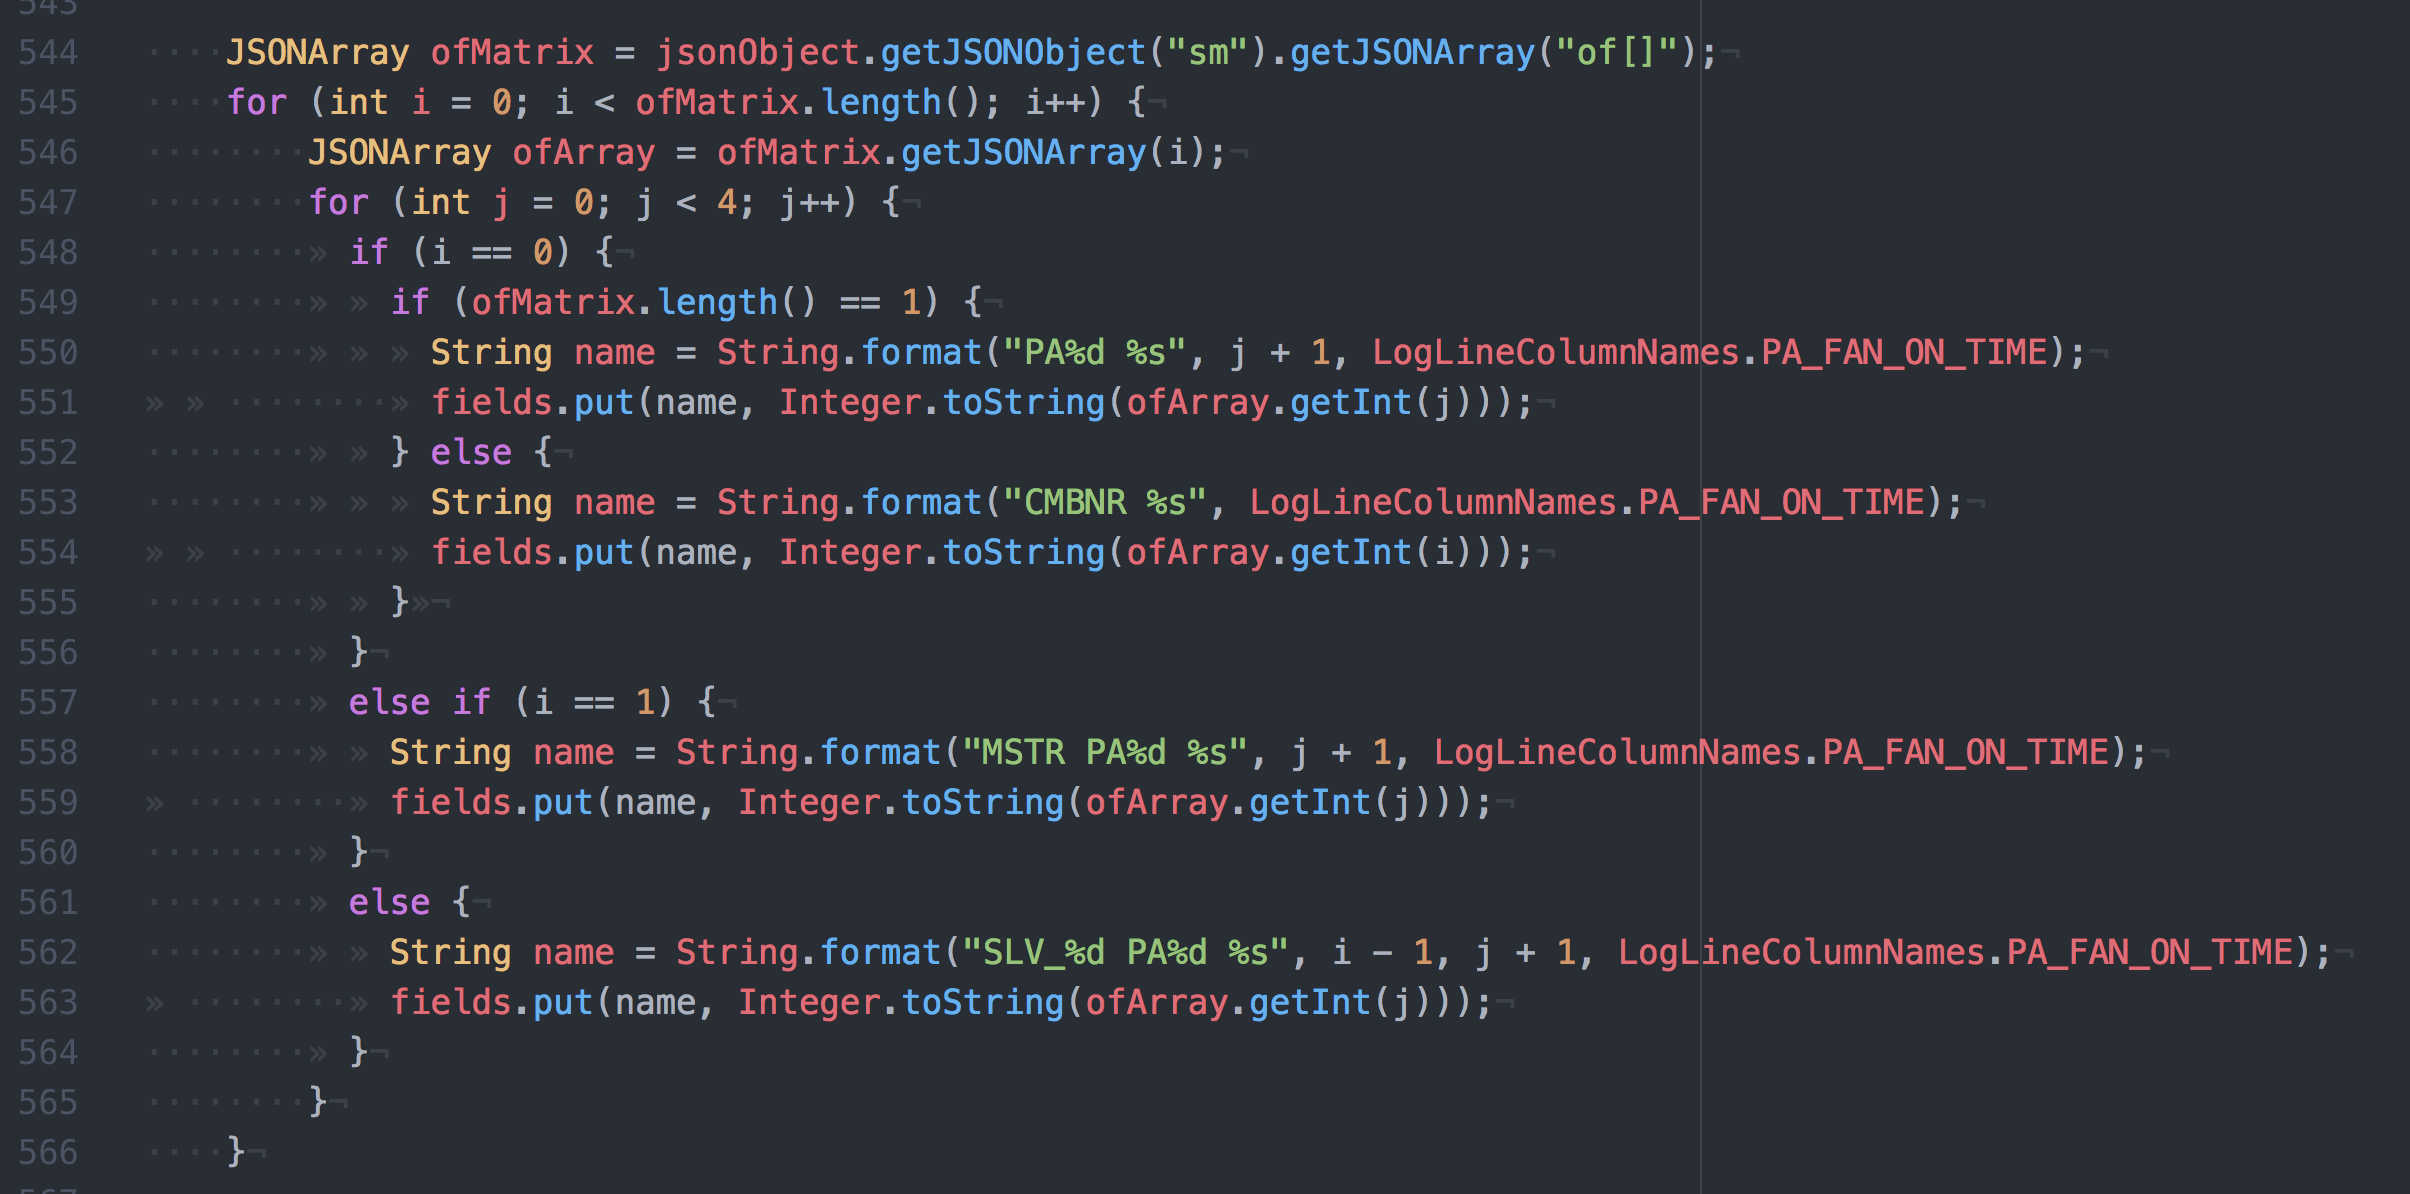 543
544 JSONArray ofMatrix = jsonObject.getJSONObject("sm").getJSONArray("of[]");¬
545 for (int i = 0; i < ofMatrix.length(); i++) {¬
546 JSONArray ofArray = ofMatrix.getJSONArray(i);¬
547 for (int j = 0; j < 4; j++) {¬
548 » if (i == 0) {¬
549 » » if (ofMatrix.length() == 1) {¬
550 » » » String name = String.format("PA%d %s", j + 1, LogLineColumnNames.PA_FAN_ON_TIME);¬
551 » » ········» fields.put(name, Integer.toString(ofArray.getInt(j)));¬
552 » » } else {¬
553 » » » String name = String.format("CMBNR %s", LogLineColumnNames.PA_FAN_ON_TIME);¬
554 » » ········» fields.put(name, Integer.toString(ofArray.getInt(i)));¬
555 » » }»¬
556 » }¬
557 » else if (i == 1) {¬
558 » » String name = String.format("MSTR PA%d %s", j + 1, LogLineColumnNames.PA_FAN_ON_TIME);¬
559 » ········» fields.put(name, Integer.toString(ofArray.getInt(j)));¬
560 » }¬
561 » else {¬
562 » » String name = String.format("SLV_%d PA%d %s", i - 1, j + 1, LogLineColumnNames.PA_FAN_ON_TIME);¬
563 » ········» fields.put(name, Integer.toString(ofArray.getInt(j)));¬
564 » }¬
565 }¬
566 }¬
567